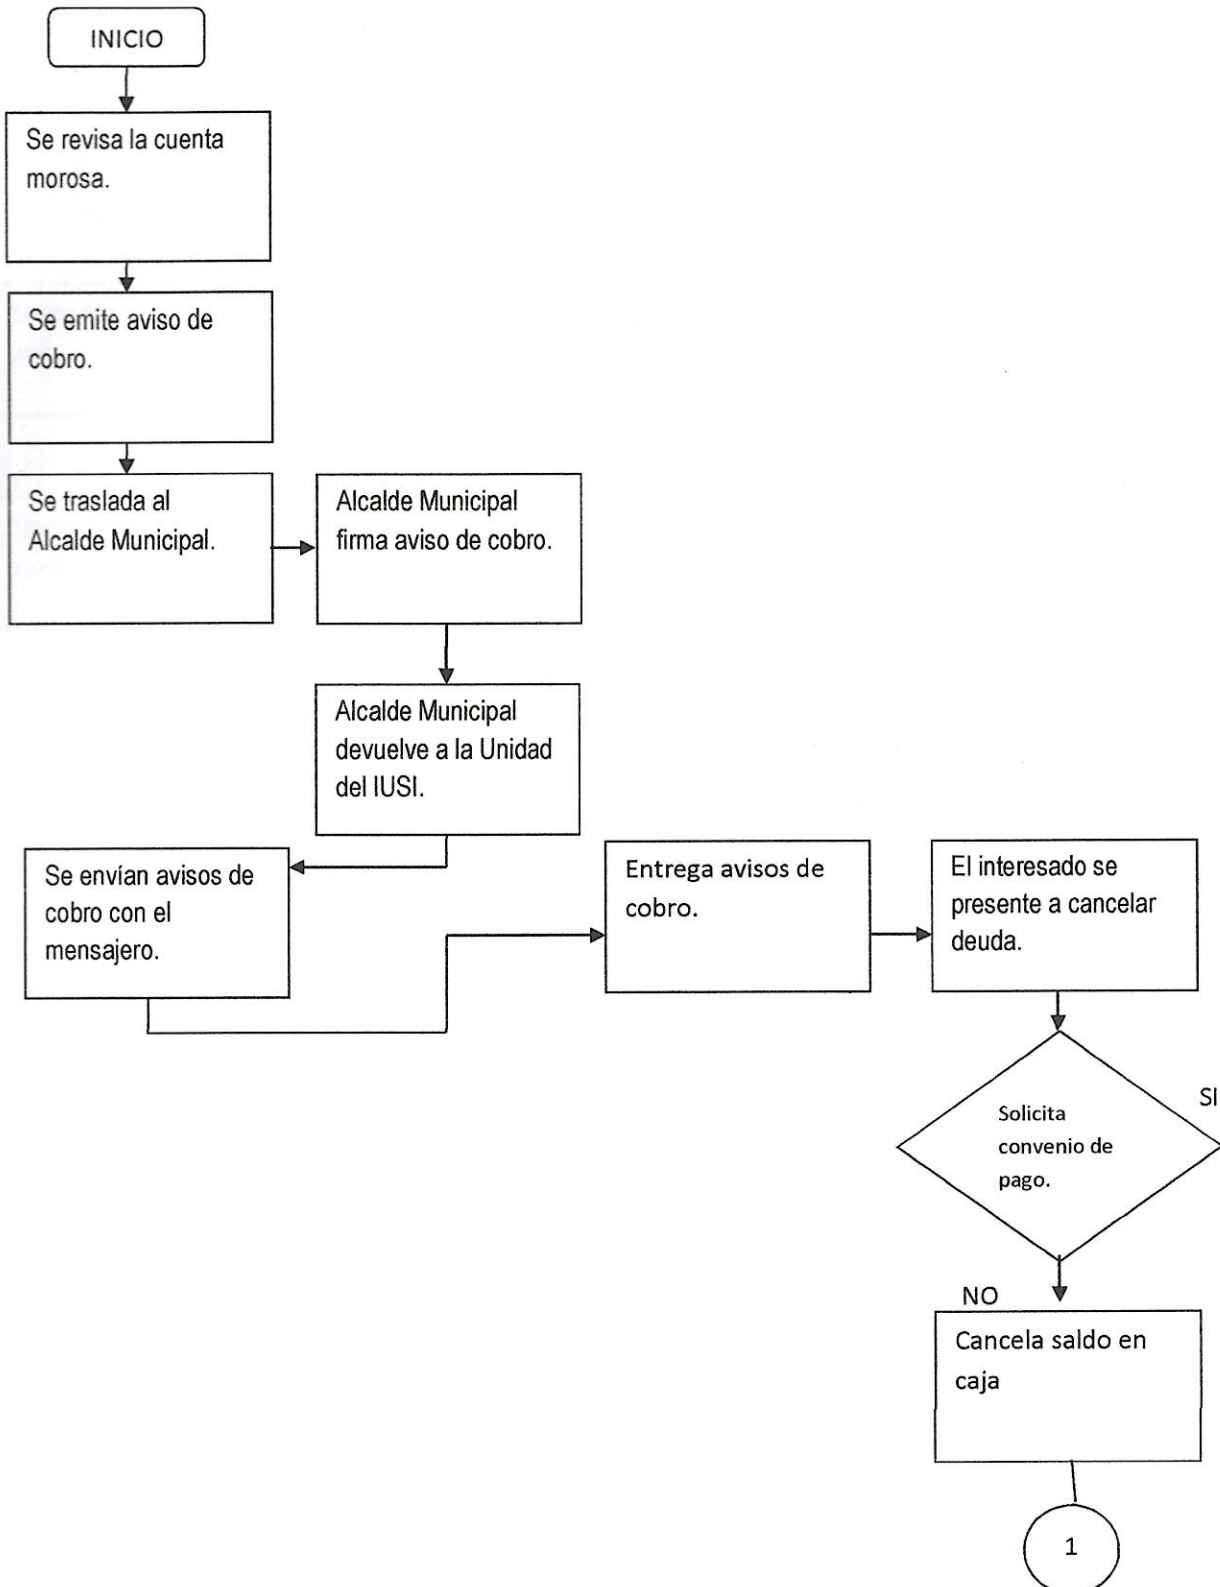 INICIO
Se revisa la cuenta
morosa.
Se emite aviso de
cobro.
Se traslada al
Alcalde Municipal.
Alcalde Municipal
firma aviso de cobro.
Alcalde Municipal
devuelve a la Unidad
del IUSI.
Se envían avisos de
cobro con el
mensajero.
Entrega avisos de
cobro.
El interesado se
presente a cancelar
deuda.
Solicita
convenio de
pago.
SI
NO
Cancela saldo en
caja
1